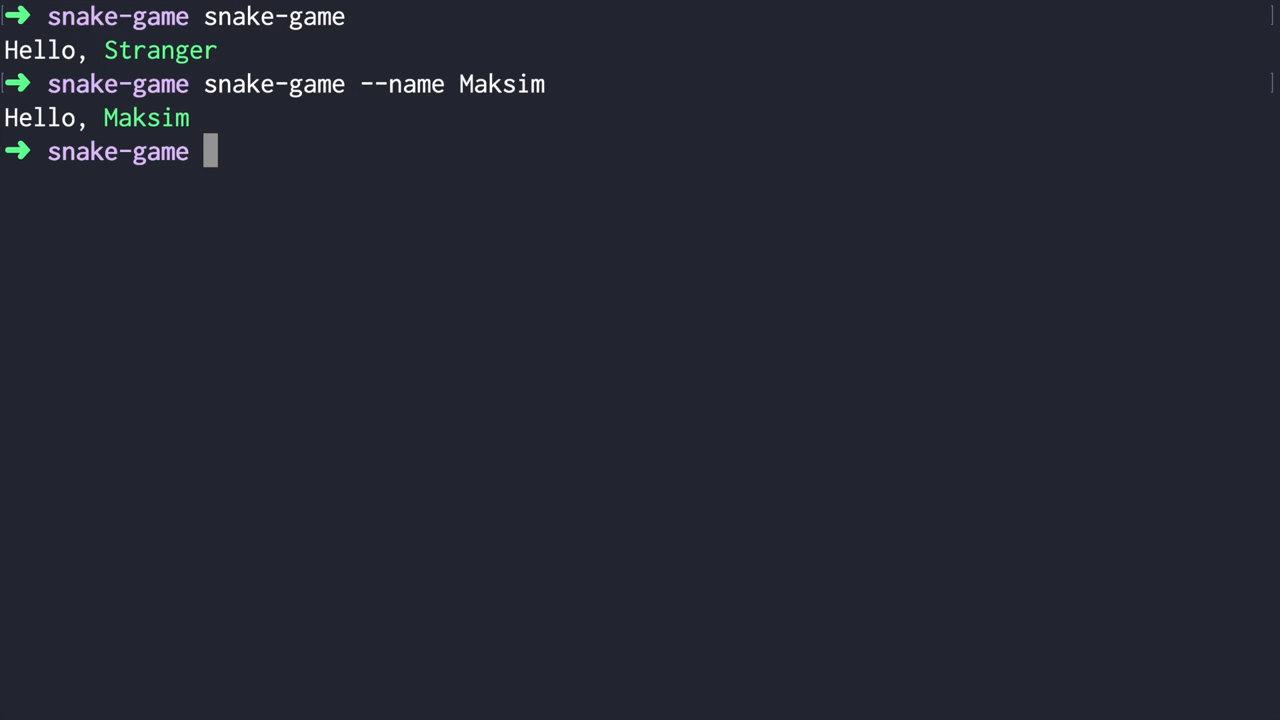 ➜ snake-game snake-game
Hello, Stranger
➜ snake-game snake-game --name Maksim
Hello, Maksim
➜ snake-game